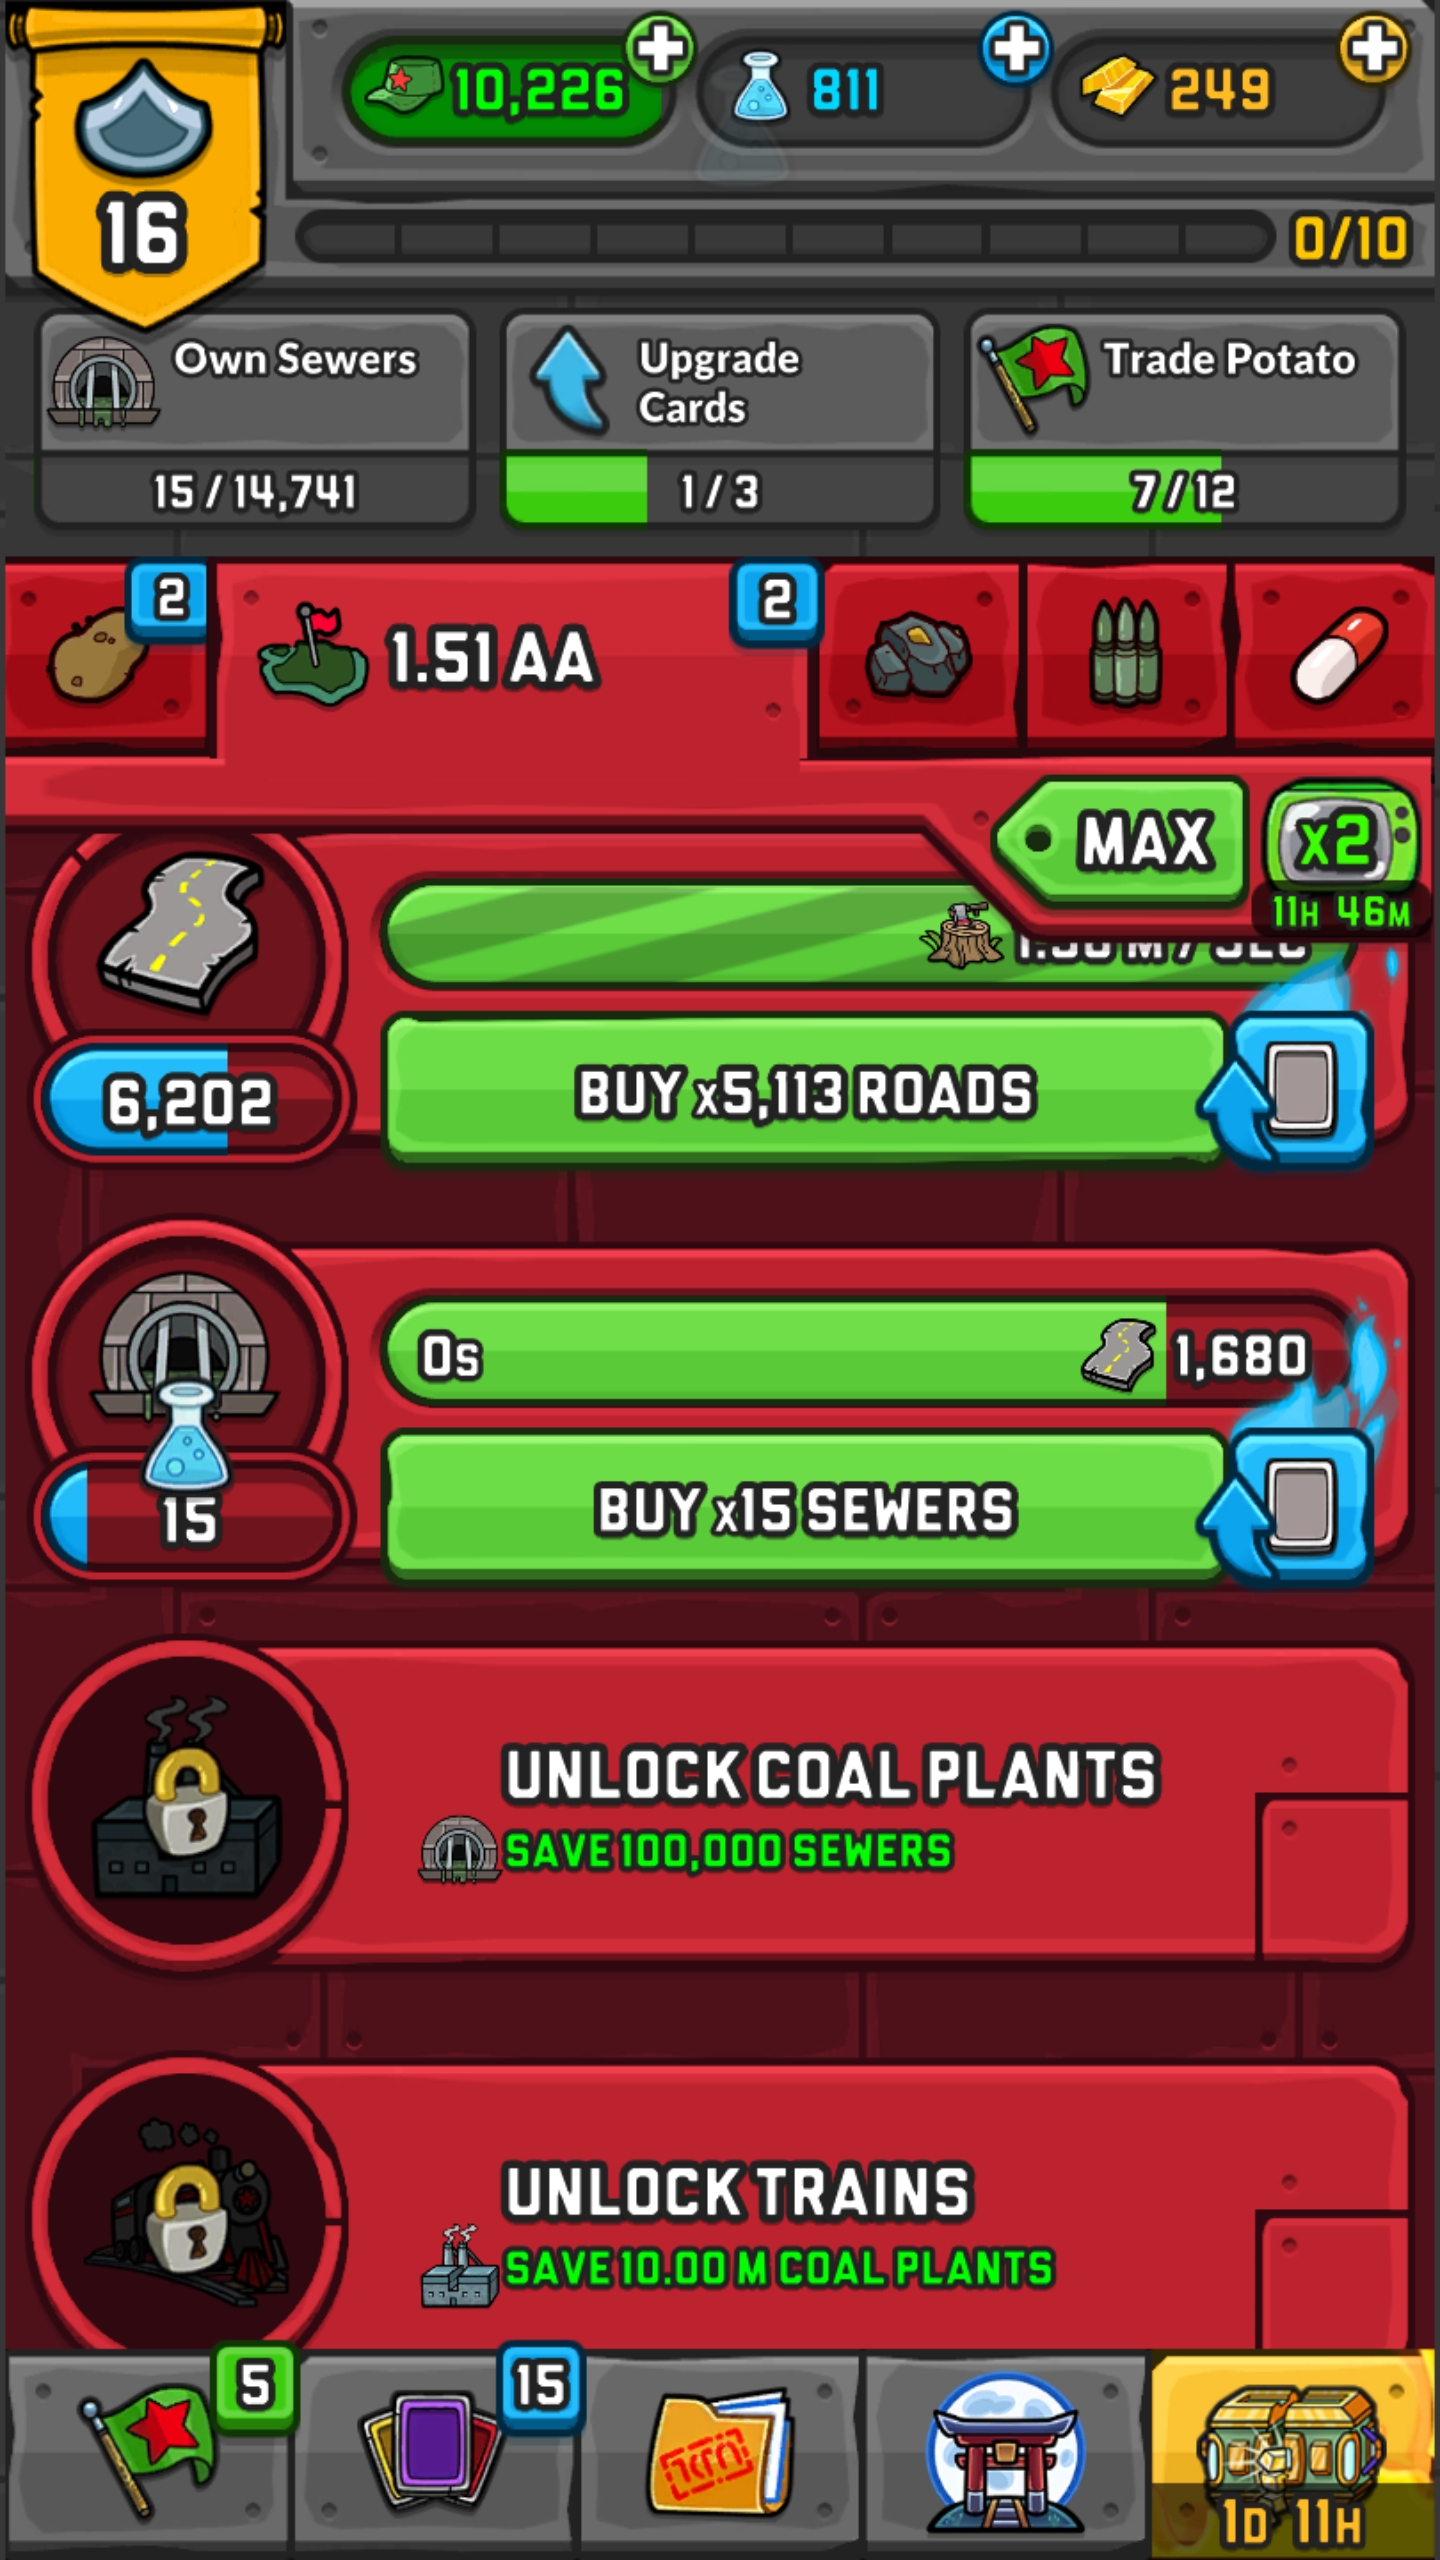 10,226
811
249
16
0/10
Own Sewers
15/14,741
Upgrade
Cards
1/3
Trade Potato
7/12
2
1.51 AA
2
MAX
x2
11H 46M
6,202
BUY x5,113 ROADS
0s
1,680
15
BUY x15 SEWERS
UNLOCK COAL PLANTS
SAVE 100,000 SEWERS
UNLOCK TRAINS
SAVE 10.00 M COAL PLANTS
5
15
1D 11H